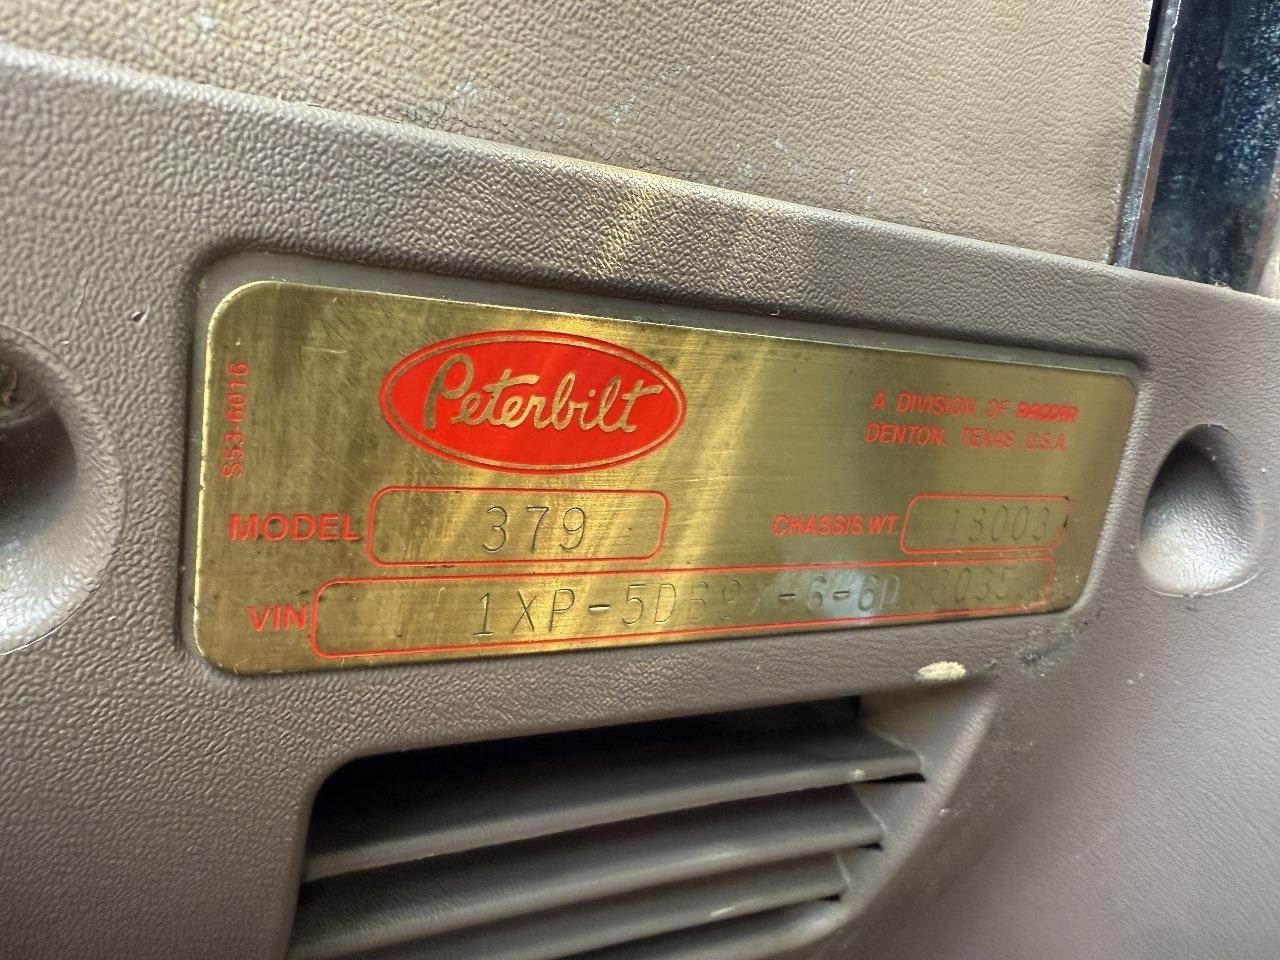 S53-6016
Peterbilt
A DIVISION OF PACCAR
DENTON, TEXAS U.S.A.
MODEL 379
CHASSIS WT 18003
VIN